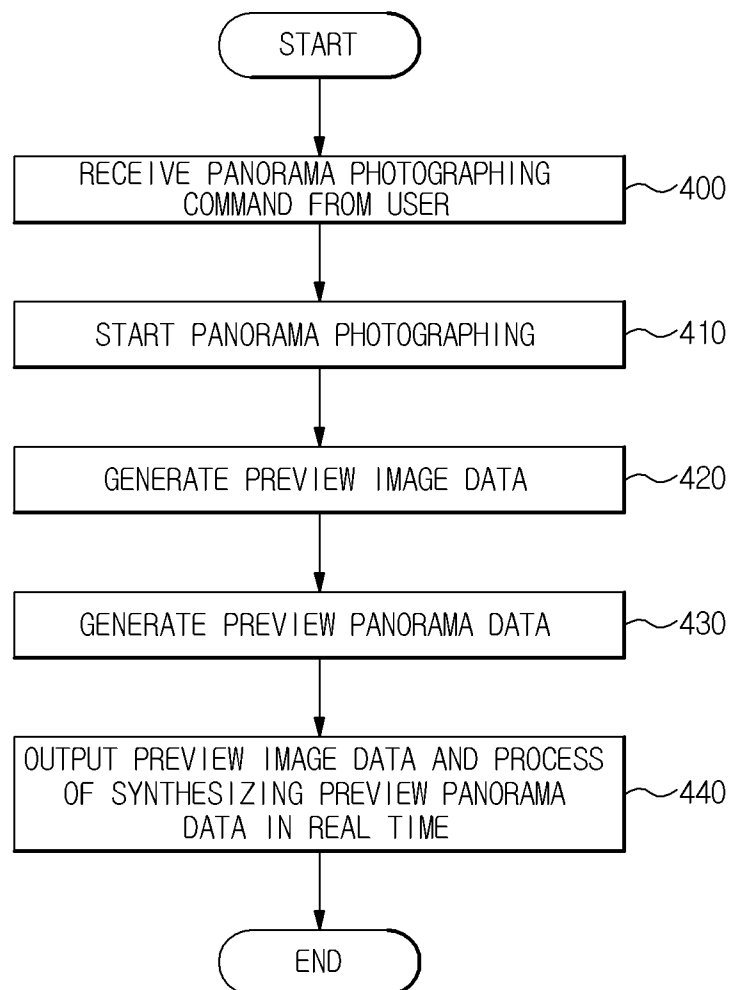 START
RECEIVE PANORAMA PHOTOGRAPHING
COMMAND FROM USER
400
START PANORAMA PHOTOGRAPHING
410
GENERATE PREVIEW IMAGE DATA
420
GENERATE PREVIEW PANORAMA DATA
430
OUTPUT PREVIEW IMAGE DATA AND PROCESS
OF SYNTHESIZING PREVIEW PANORAMA
DATA IN REAL TIME
440
END